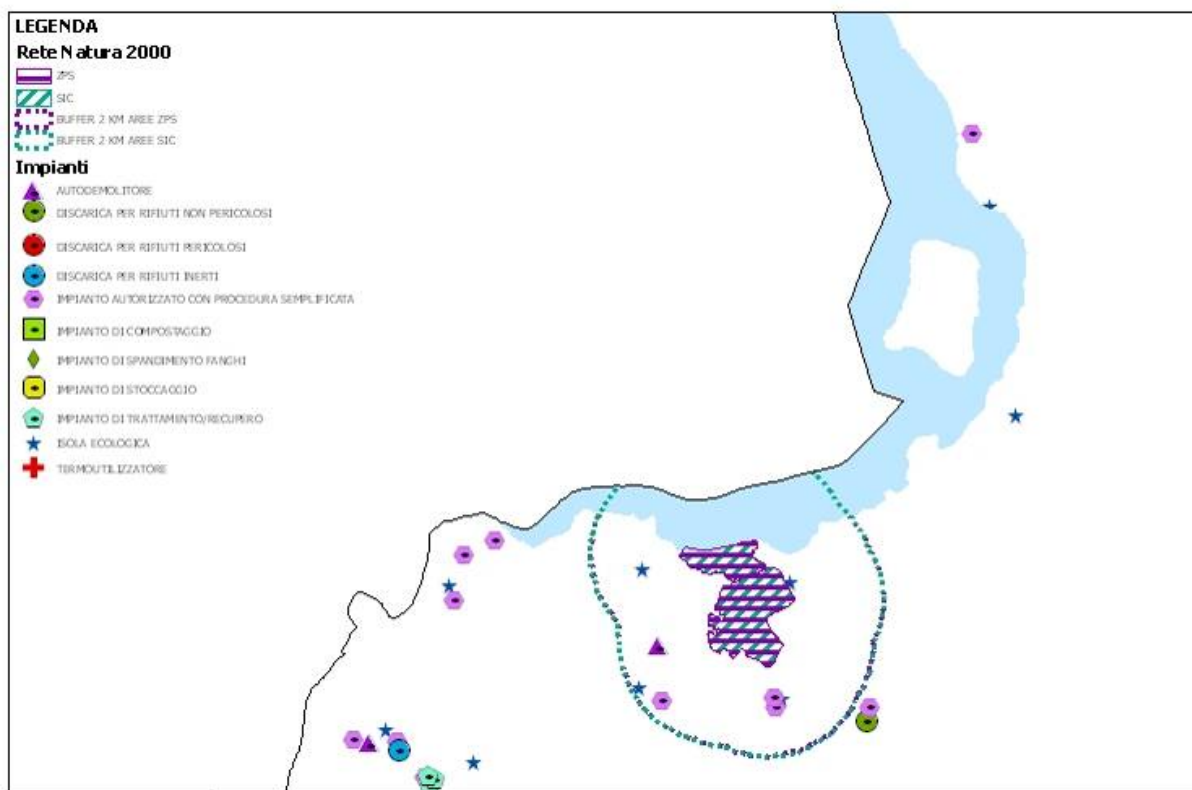 LEGENDA
Rete Natura 2000
ZPS
SIC
BUFFER 2 KM AREE ZPS
BUFFER 2 KM AREE SIC
Impianti
AUTODEMOLITORE
DISCARICA PER RIFIUTI NON PERICOLOSI
DISCARICA PER RIFIUTI PERICOLOSI
DISCARICA PER RIFIUTI INERTI
IMPIANTO AUTORIZZATO CON PROCEDURA SEMPLIFICATA
IMPIANTO DI COMPOSTAGGIO
IMPIANTO DI SPANDIMENTO FANGHI
IMPIANTO DI STOCCAGGIO
IMPIANTO DI TRATTAMENTO/RECUPERO
ISOLA ECOLOGICA
TERMOUTILIZZATORE